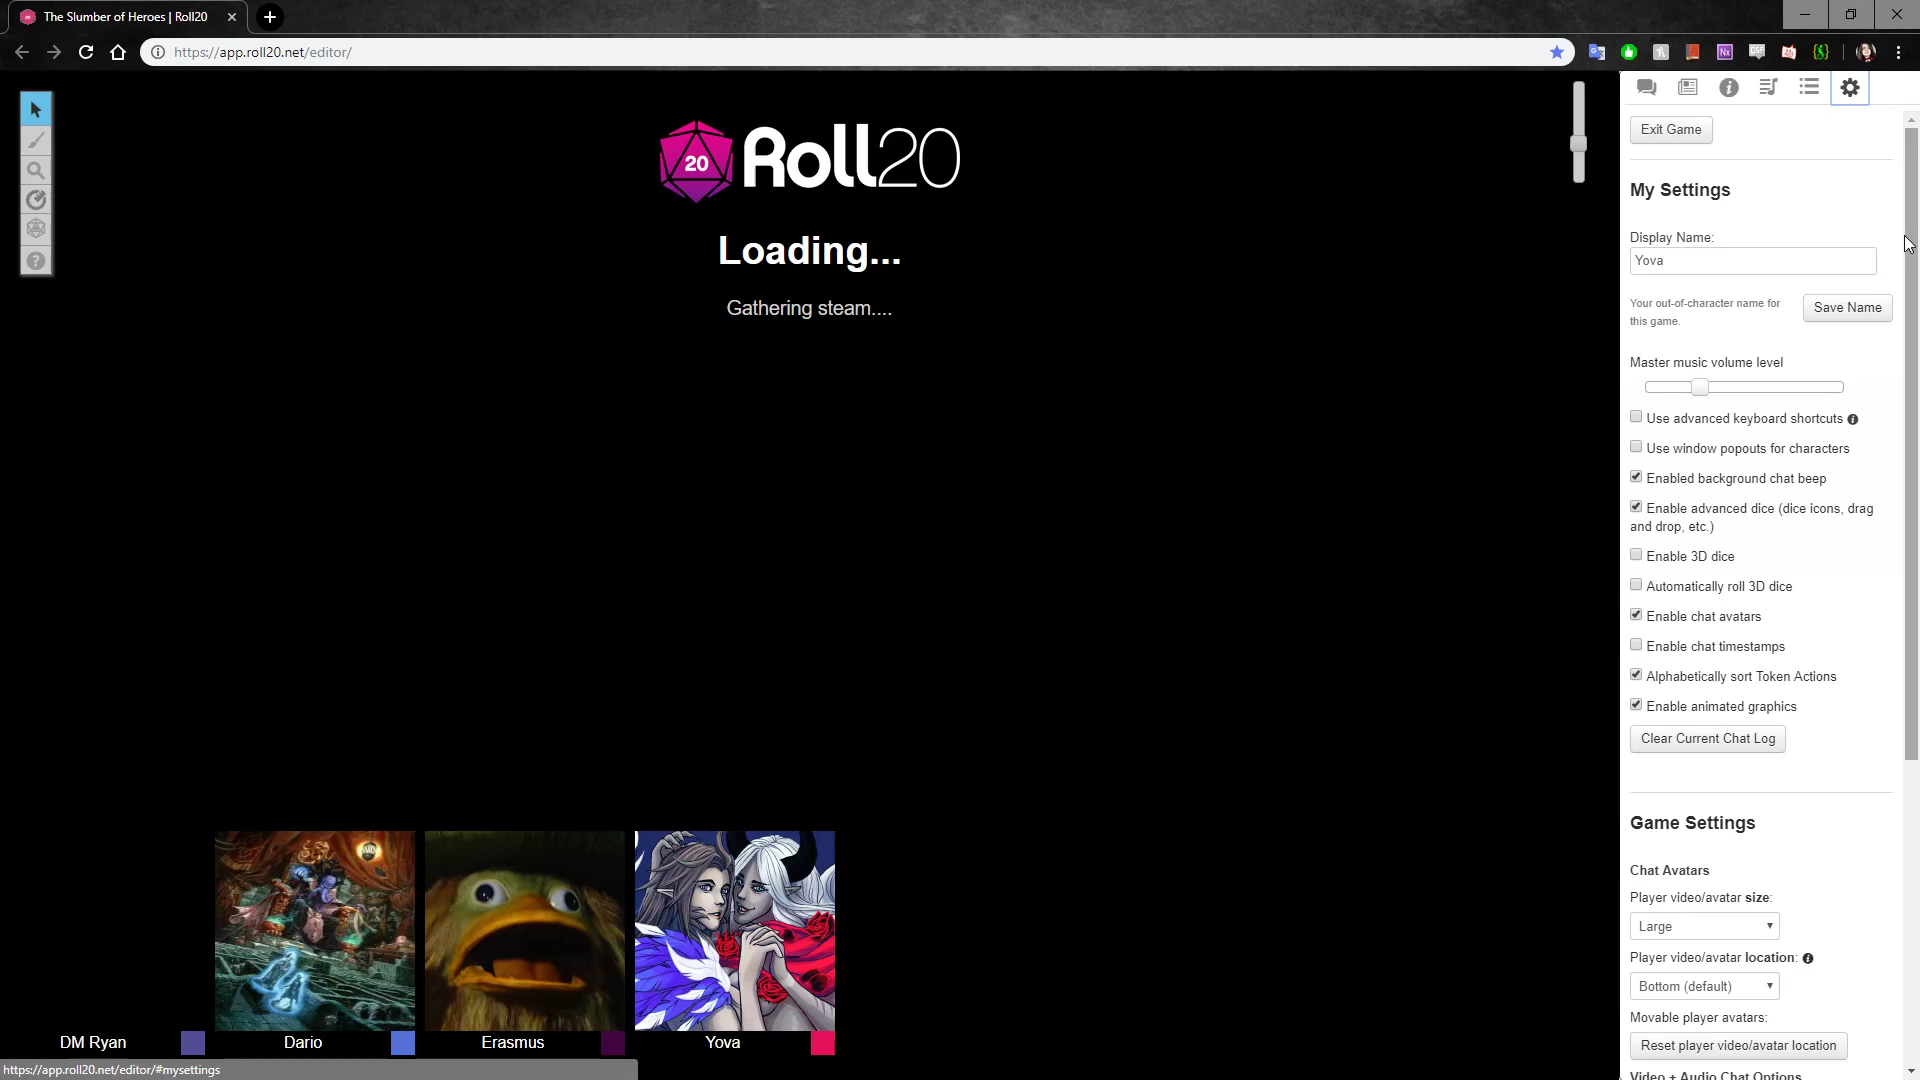 The Slumber of Heroes | Roll20
https://app.roll20.net/editor/
20 Roll20
Loading...
Gathering steam....
Exit Game
My Settings
Display Name:
Yova
Your out-of-character name for
this game.
Save Name
Master music volume level
Use advanced keyboard shortcuts
Use window popouts for characters
Enabled background chat beep
Enable advanced dice (dice icons, drag
and drop, etc.)
Enable 3D dice
Automatically roll 3D dice
Enable chat avatars
Enable chat timestamps
Alphabetically sort Token Actions
Enable animated graphics
Clear Current Chat Log
Game Settings
Chat Avatars
Player video/avatar size:
Large
Player video/avatar location:
Bottom (default)
Movable player avatars:
Reset player video/avatar location
Video + Audio Chat Options
DM Ryan
Dario
Erasmus
Yova
https://app.roll20.net/editor/#mysettings